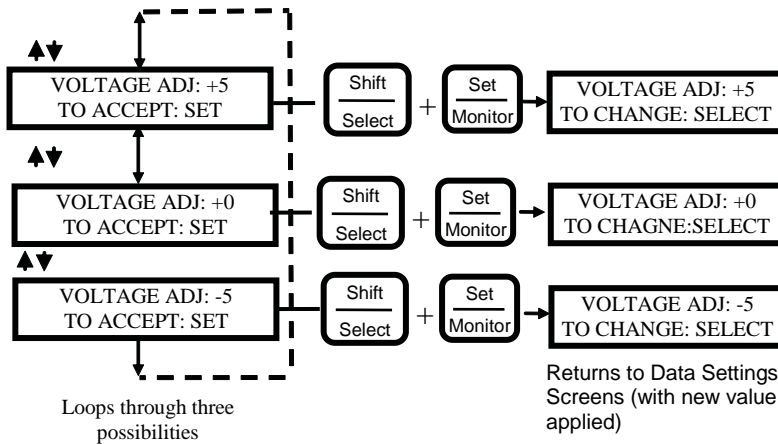 VOLTAGE ADJ: +5
TO ACCEPT: SET
Shift
Select
+
Set
Monitor
VOLTAGE ADJ: +5
TO CHANGE: SELECT
VOLTAGE ADJ: +0
TO ACCEPT: SET
Shift
Select
+
Set
Monitor
VOLTAGE ADJ: +0
TO CHAGNE:SELECT
VOLTAGE ADJ: -5
TO ACCEPT: SET
Shift
Select
+
Set
Monitor
VOLTAGE ADJ: -5
TO CHANGE: SELECT
Loops through three
possibilities
Returns to Data Settings
Screens (with new value
applied)